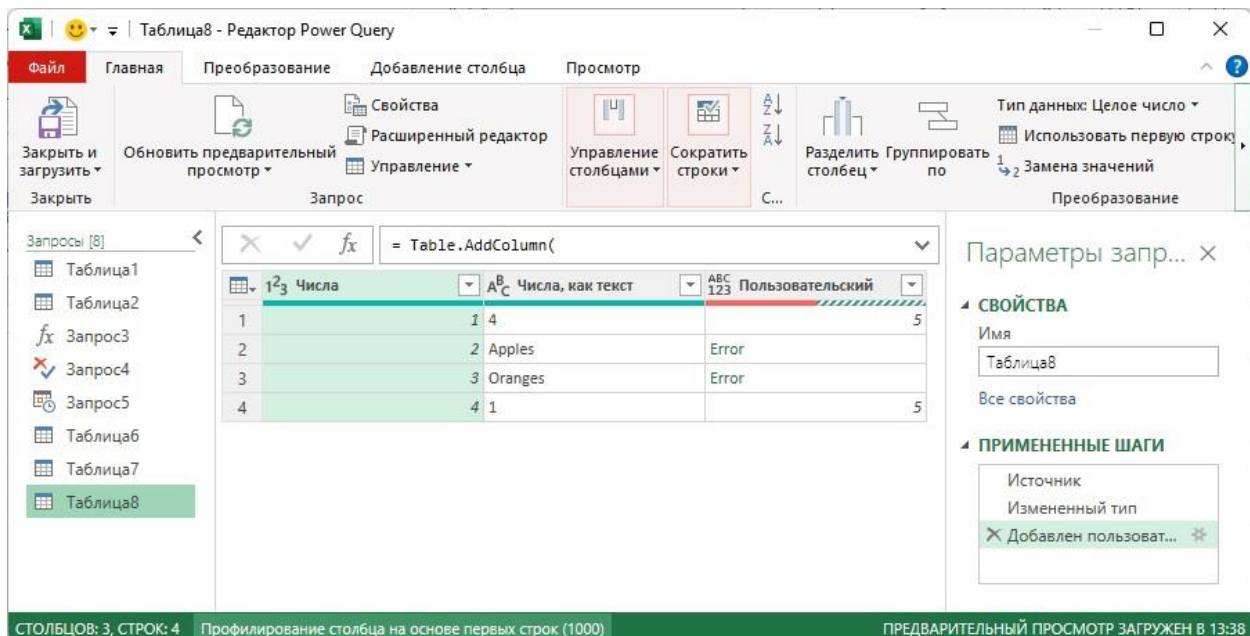 Таблица8 - Редактор Power Query
Файл Главная Преобразование Добавление столбца Просмотр
Закрыть и загрузить
Закрыть
Обновить предварительный просмотр
Свойства
Расширенный редактор
Управление
Запрос
Управление столбцами
Сократить строки
С...
Разделить столбец
Группировать по
Тип данных: Целое число
Использовать первую строку
Замена значений
Преобразование
Запросы [8]
Таблица1
Таблица2
Запрос3
Запрос4
Запрос5
Таблица6
Таблица7
Таблица8
fx = Table.AddColumn(
1²3 Числа ABC Числа, как текст ABC 123 Пользовательский
1 1 4 5
2 2 Apples Error
3 3 Oranges Error
4 4 1 5
Параметры запр...
СВОЙСТВА
Имя
Таблица8
Все свойства
ПРИМЕНЕННЫЕ ШАГИ
Источник
Измененный тип
Добавлен пользоват...
СТОЛБЦОВ: 3, СТРОК: 4 Профилирование столбца на основе первых строк (1000) ПРЕДВАРИТЕЛЬНЫЙ ПРОСМОТР ЗАГРУЖЕН В 13:38